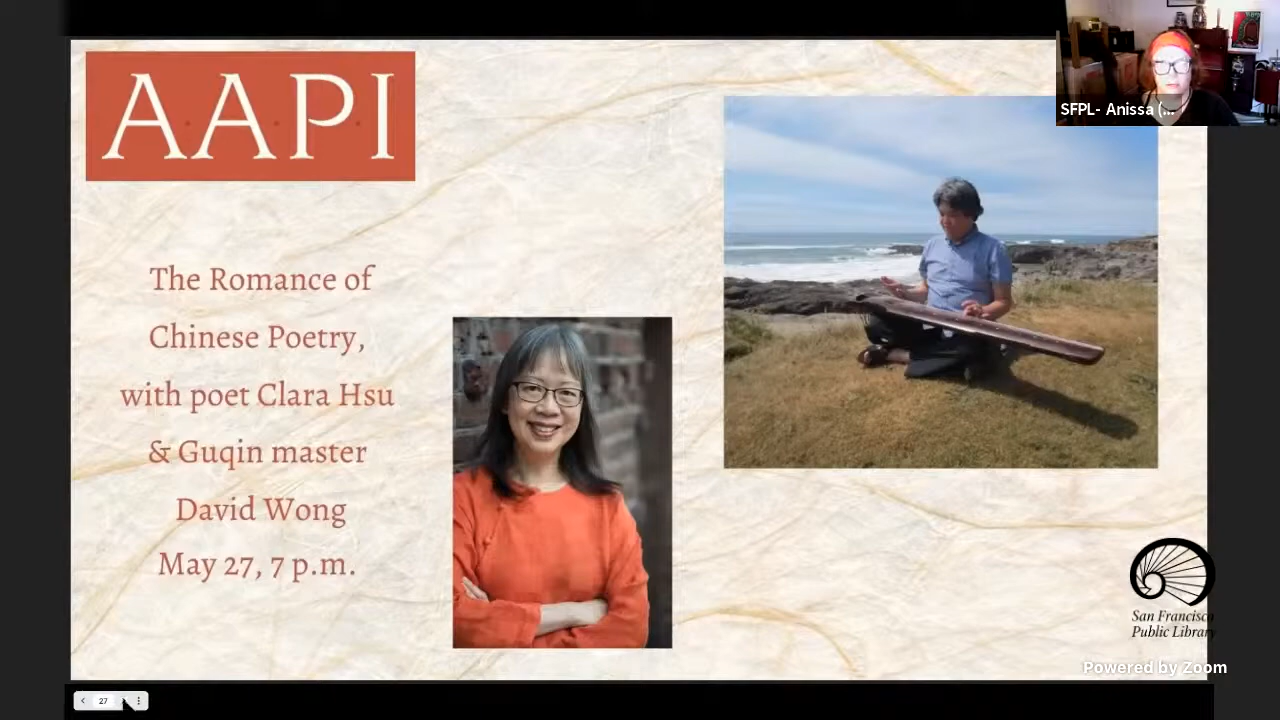 A.A.P.I
The Romance of
Chinese Poetry,
with poet Clara Hsu
& Guqin master
David Wong
May 27, 7 p.m.
SFPL- Anissa (...
San Francisco
Public Library
Powered by Zoom
27